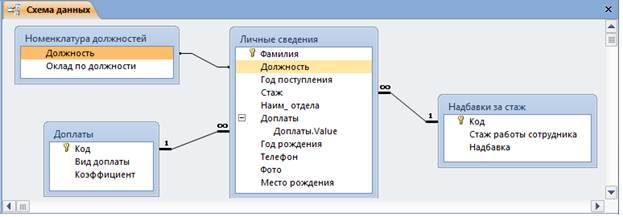 Схема данных
Номенклатура должностей
Должность
Оклад по должности
Доплаты
Код
Вид доплаты
Коэффициент
1
∞
Личные сведения
Фамилия
Должность
Год поступления
Стаж
Наим_ отдела
Доплаты
Доплаты.Value
Год рождения
Телефон
Фото
Место рождения
∞
1
Надбавки за стаж
Код
Стаж работы сотрудника
Надбавка